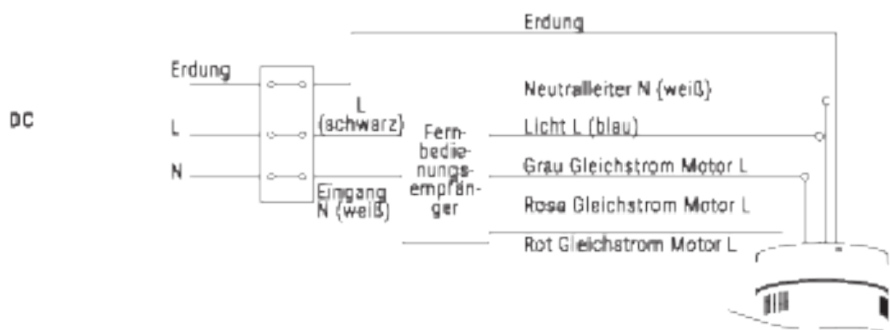 Erdung
Erdung
Neutralleiter N (weiß)
DC
L
L
(schwarz)
Fern-
bedie-
nungs-
empfän-
ger
Licht L (blau)
N
Eingang
N (weiß)
Grau Gleichstrom Motor L
Rosa Gleichstrom Motor L
Rot Gleichstrom Motor L